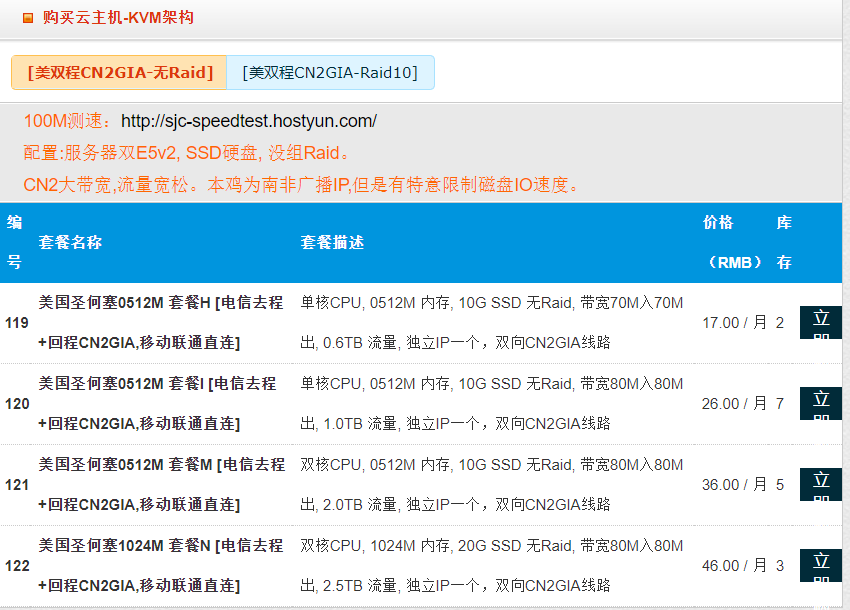 购买云主机-KVM架构
[美双程CN2GIA-无Raid] [美双程CN2GIA-Raid10]
100M测速：http://sjc-speedtest.hostyun.com/
配置:服务器双E5v2, SSD硬盘, 没组Raid。
CN2大带宽,流量宽松。本鸡为南非广播IP,但是有特意限制磁盘IO速度。
编号 套餐名称 套餐描述 价格（RMB） 库存
119 美国圣何塞0512M 套餐H [电信去程 单核CPU, 0512M 内存, 10G SSD 无Raid, 带宽70M入70M 17.00 / 月 2 立即
+回程CN2GIA,移动联通直连] 出, 0.6TB 流量, 独立IP一个，双向CN2GIA线路
120 美国圣何塞0512M 套餐I [电信去程 单核CPU, 0512M 内存, 10G SSD 无Raid, 带宽80M入80M 26.00 / 月 7 立即
+回程CN2GIA,移动联通直连] 出, 1.0TB 流量, 独立IP一个，双向CN2GIA线路
121 美国圣何塞0512M 套餐M [电信去程 双核CPU, 0512M 内存, 10G SSD 无Raid, 带宽80M入80M 36.00 / 月 5 立即
+回程CN2GIA,移动联通直连] 出, 2.0TB 流量, 独立IP一个，双向CN2GIA线路
122 美国圣何塞1024M 套餐N [电信去程 双核CPU, 1024M 内存, 20G SSD 无Raid, 带宽80M入80M 46.00 / 月 3 立即
+回程CN2GIA,移动联通直连] 出, 2.5TB 流量, 独立IP一个，双向CN2GIA线路